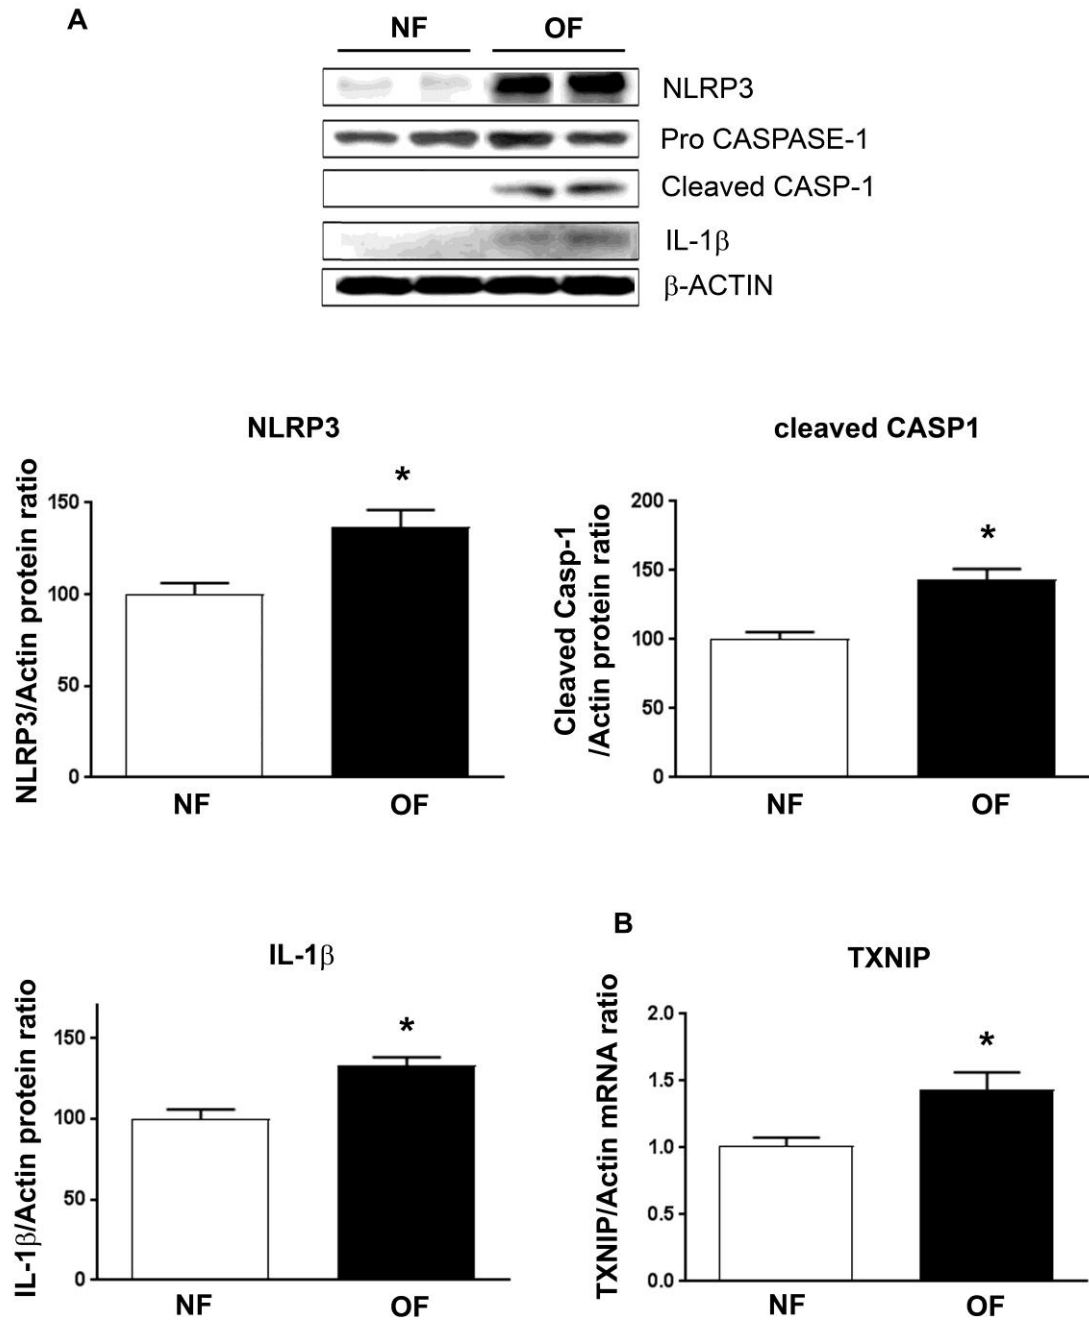 A
NF OF
NLRP3
Pro CASPASE-1
Cleaved CASP-1
IL-1β
β-ACTIN
NLRP3
NLRP3/Actin protein ratio
*
150
100
50
0
NF OF
cleaved CASP1
Cleaved Casp-1
/Actin protein ratio
*
200
150
100
50
0
NF OF
IL-1β
IL-1β/Actin protein ratio
*
150
100
50
0
NF OF
B
TXNIP
TXNIP/Actin mRNA ratio
*
2.0
1.5
1.0
0.5
0.0
NF OF